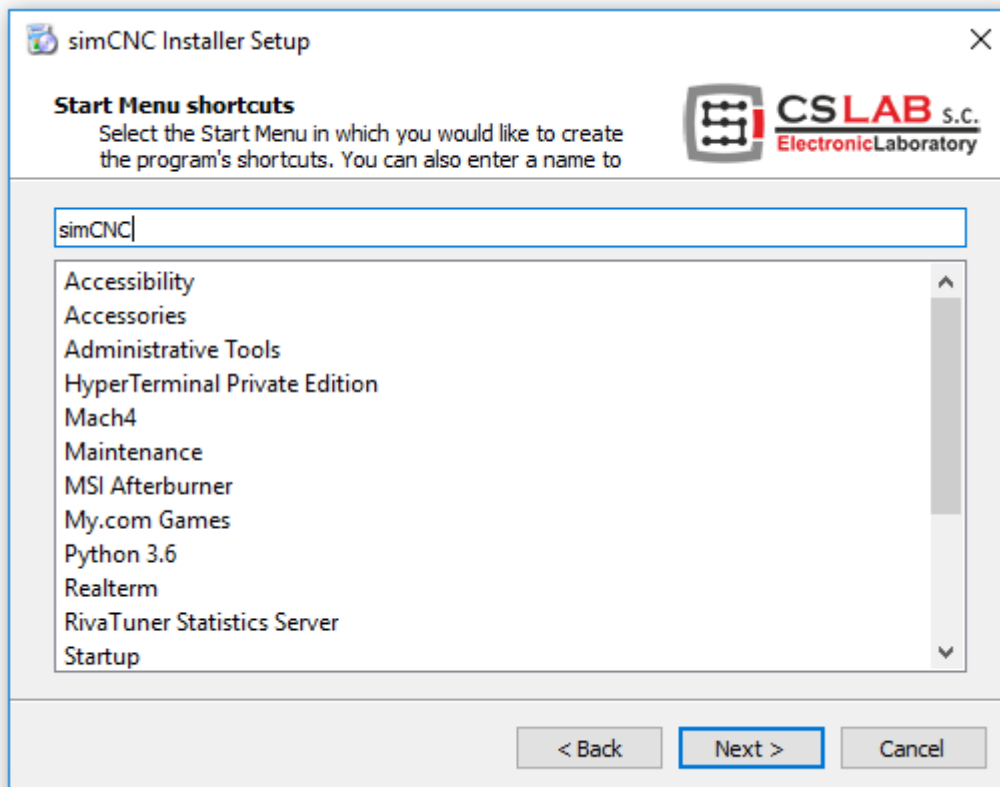 simCNC Installer Setup
Start Menu shortcuts
Select the Start Menu in which you would like to create
the program's shortcuts. You can also enter a name to
CSLAB s.c.
ElectronicLaboratory
simCNC
Accessibility
Accessories
Administrative Tools
HyperTerminal Private Edition
Mach4
Maintenance
MSI Afterburner
My.com Games
Python 3.6
Realterm
RivaTuner Statistics Server
Startup
< Back
Next >
Cancel